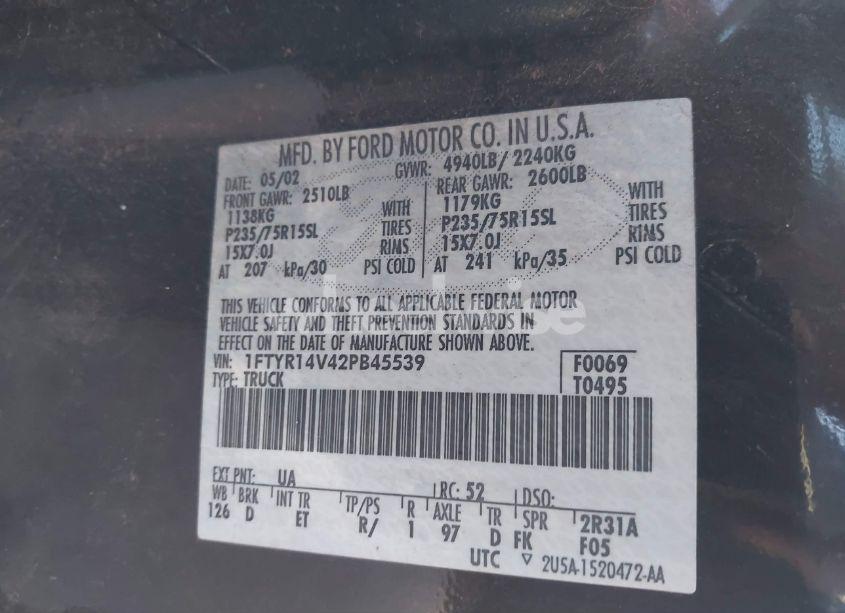 MFD. BY FORD MOTOR CO. IN U.S.A.
DATE: 05/02 GVWR: 4940LB/ 2240KG
FRONT GAWR: 2510LB REAR GAWR: 2600LB
1138KG WITH 1179KG WITH
P235/75R15SL TIRES P235/75R15SL TIRES
15X7.0J RIMS 15X7.0J RIMS
AT 207 kPa/30 PSI COLD AT 241 kPa/35 PSI COLD
THIS VEHICLE CONFORMS TO ALL APPLICABLE FEDERAL MOTOR
VEHICLE SAFETY AND THEFT PREVENTION STANDARDS IN
EFFECT ON THE DATE OF MANUFACTURE SHOWN ABOVE.
VIN: 1FTYR14V42PB45539 F0069
TYPE: TRUCK T0495
EXT PNT: UA RC: 52 DSO:
WB BRK INT TR TP/PS R AXLE TR SPR 2R31A
126 D ET R/ 1 97 D FK F05
UTC ▽ 2U5A-1520472-AA